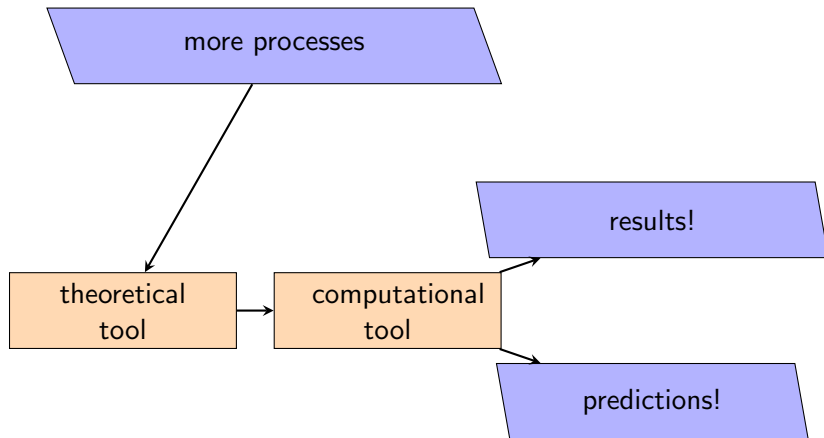 more processes
results!
theoretical
tool
computational
tool
predictions!